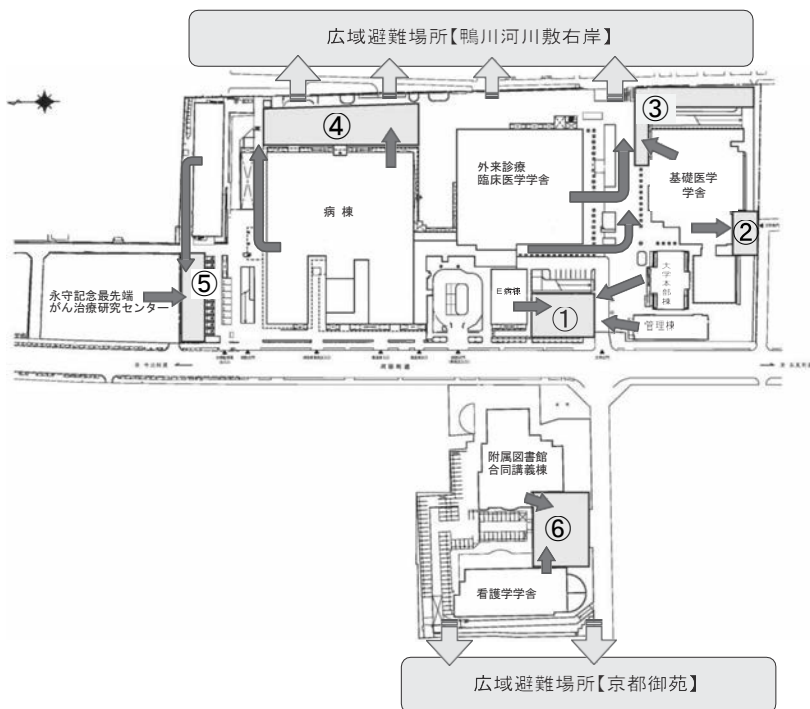 広域避難場所【鴨川河川敷右岸】
③
④
外来診療
臨床医学学舎
基礎医学
学舎
病 棟
②
⑤
永守記念最先端
がん治療研究センター
E病棟
①
大学本部棟
管理棟
河原町通
附属図書館
合同講義棟
⑥
看護学学舎
広域避難場所【京都御苑】